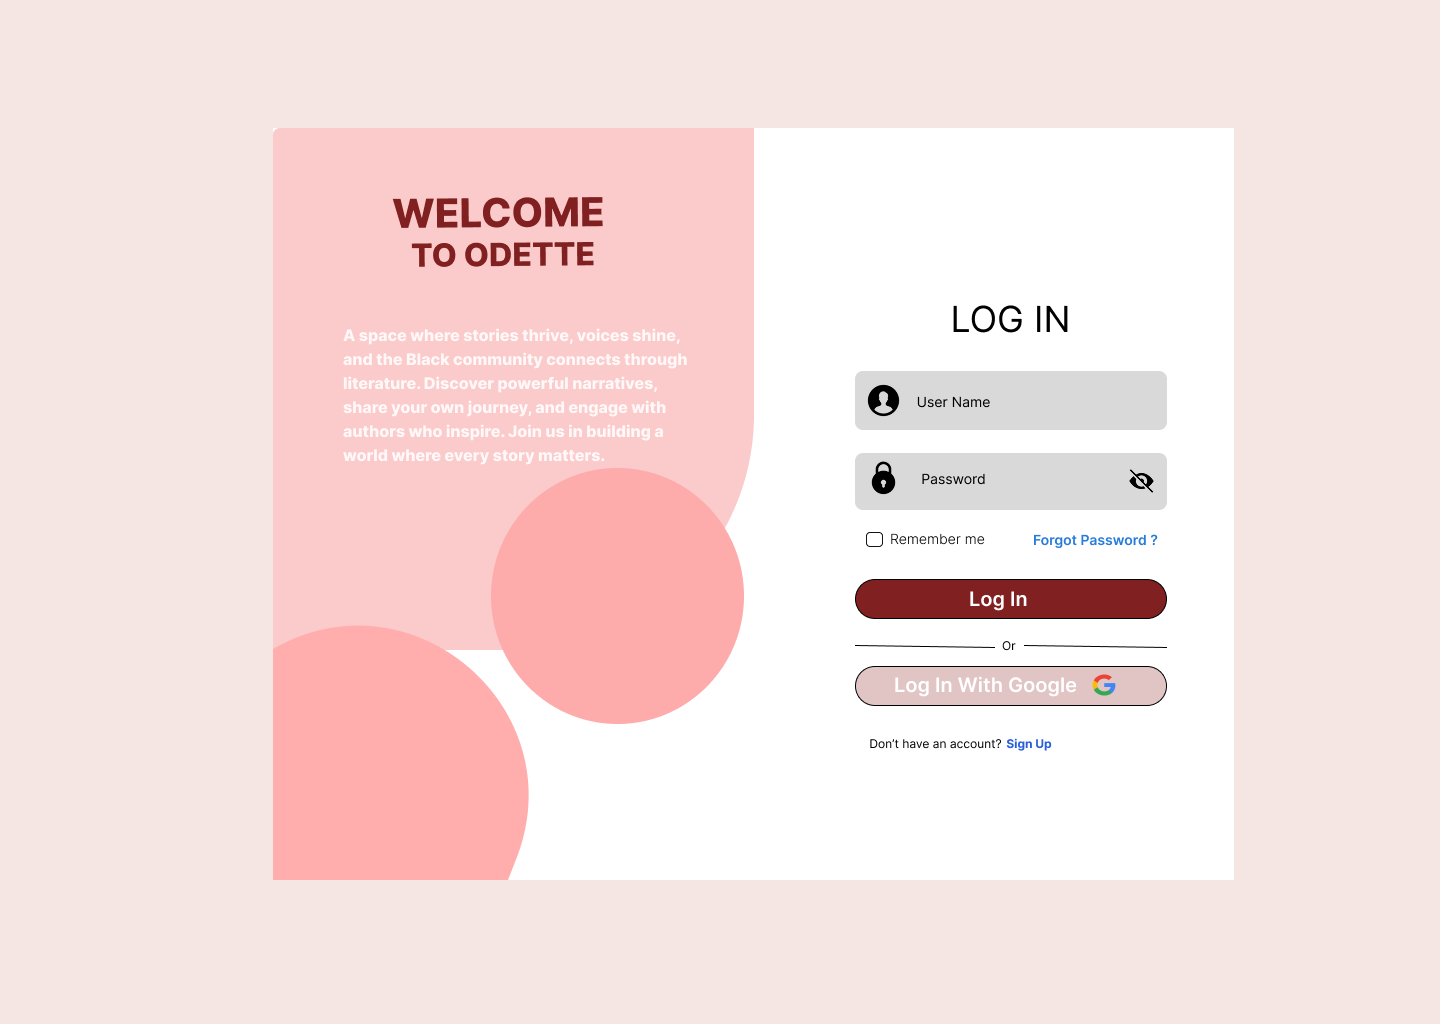 WELCOME
TO ODETTE
A space where stories thrive, voices shine,
and the Black community connects through
literature. Discover powerful narratives,
share your own journey, and engage with
authors who inspire. Join us in building a
world where every story matters.
LOG IN
User Name
Password
Remember me
Forgot Password ?
Log In
Or
Log In With Google
Don’t have an account? Sign Up